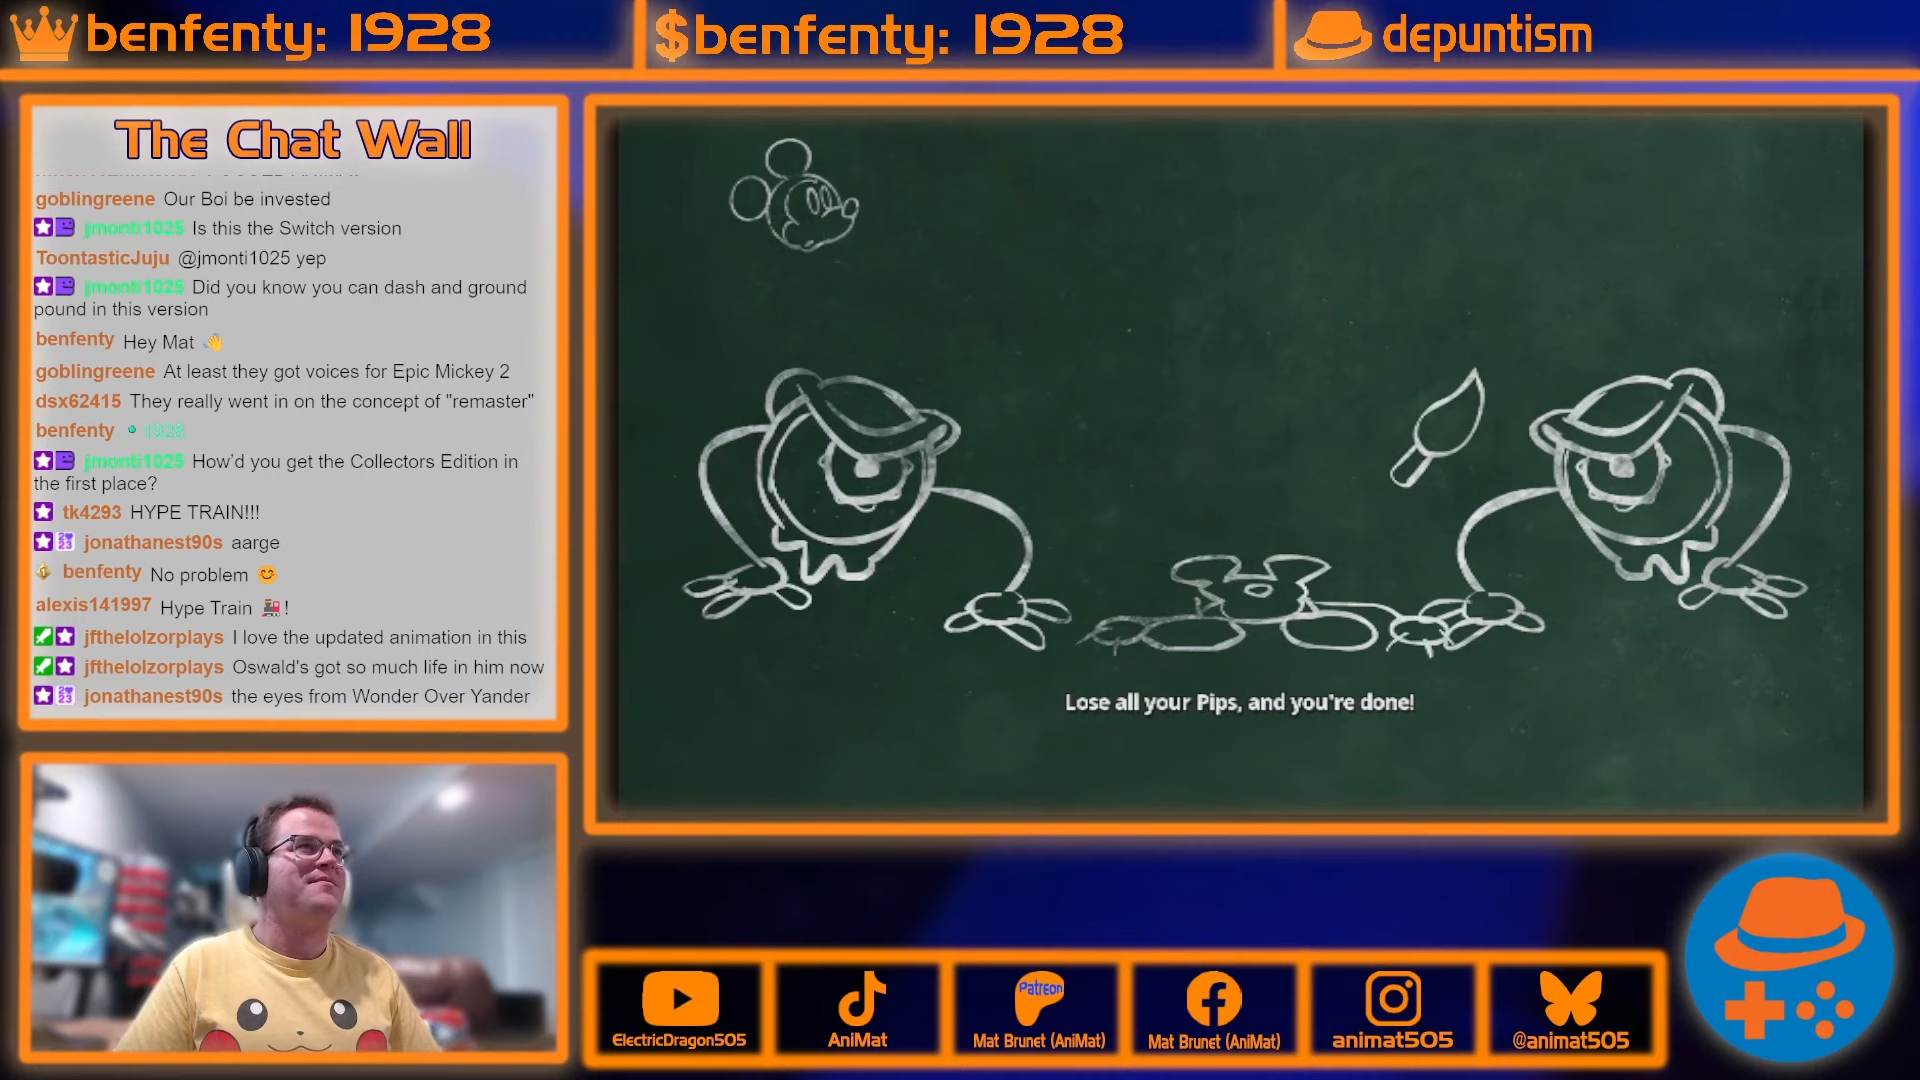 benfenty: 1928
$benfenty: 1928
depuntism
The Chat Wall
goblingreene Our Boi be invested
jmonti1025 Is this the Switch version
ToontasticJuju @jmonti1025 yep
jmonti1025 Did you know you can dash and ground
pound in this version
benfenty Hey Mat 👋
goblingreene At least they got voices for Epic Mickey 2
dsx62415 They really went in on the concept of "remaster"
benfenty 1928
jmonti1025 How'd you get the Collectors Edition in
the first place?
tk4293 HYPE TRAIN!!!
jonathanest90s aarge
benfenty No problem 😊
alexis141997 Hype Train 🚂 !
jfthelolzorplays I love the updated animation in this
jfthelolzorplays Oswald's got so much life in him now
jonathanest90s the eyes from Wonder Over Yander
Lose all your Pips, and you're done!
ElectricDragon505
AniMat
Patreon
Mat Brunet (AniMat)
Mat Brunet (AniMat)
animat505
@animat505